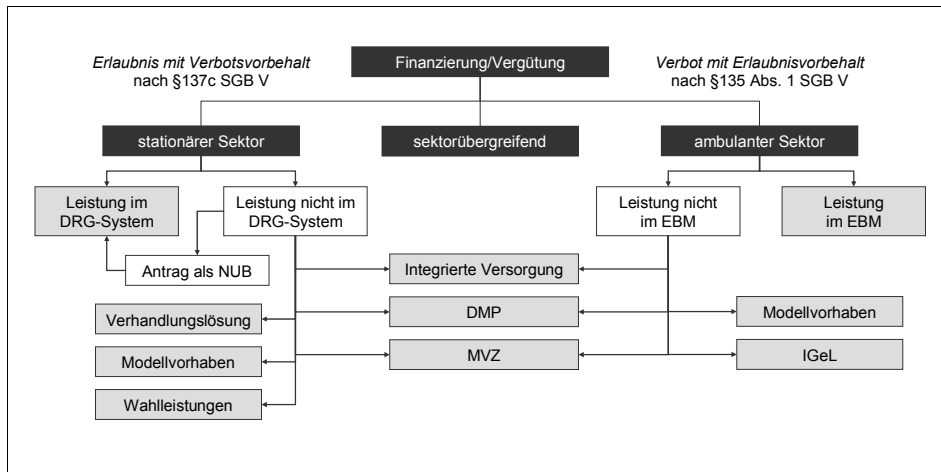 Erlaubnis mit Verbotsvorbehalt
nach §137c SGB V
Finanzierung/Vergütung
Verbot mit Erlaubnisvorbehalt
nach §135 Abs. 1 SGB V
stationärer Sektor
sektorübergreifend
ambulanter Sektor
Leistung im
DRG-System
Leistung nicht im
DRG-System
Leistung nicht
im EBM
Leistung
im EBM
Antrag als NUB
Integrierte Versorgung
Verhandlungslösung
DMP
Modellvorhaben
Modellvorhaben
MVZ
IGeL
Wahlleistungen